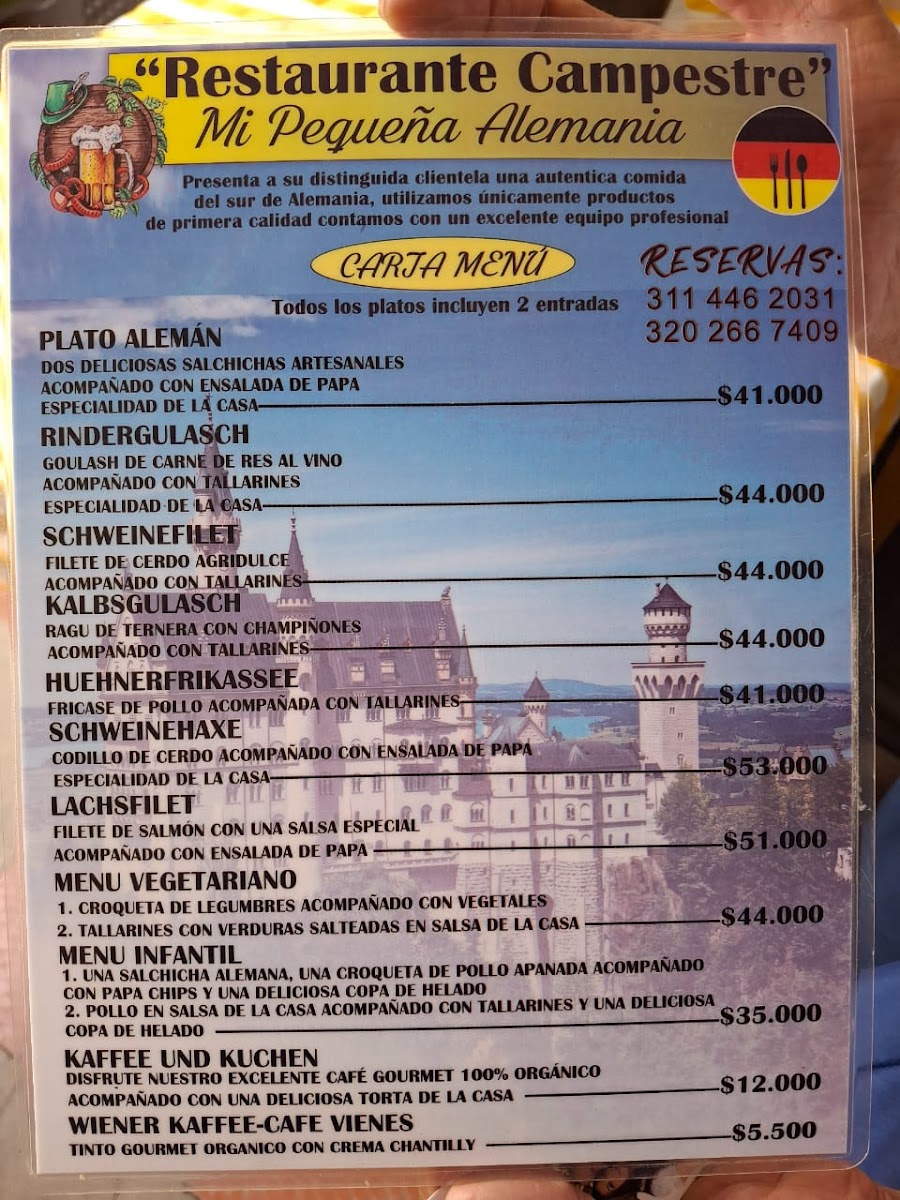 "Restaurante Campestre"
Mi Pequeña Alemania
Presenta a su distinguida clientela una autentica comida
del sur de Alemania, utilizamos únicamente productos
de primera calidad contamos con un excelente equipo profesional
CARTA MENÚ
RESERVAS:
311 446 2031
320 266 7409
Todos los platos incluyen 2 entradas
PLATO ALEMÁN
DOS DELICIOSAS SALCHICHAS ARTESANALES
ACOMPAÑADO CON ENSALADA DE PAPA
ESPECIALIDAD DE LA CASA $41.000
RINDERGULASCH
GOULASH DE CARNE DE RES AL VINO
ACOMPAÑADO CON TALLARINES
ESPECIALIDAD DE LA CASA $44.000
SCHWEINEFILET
FILETE DE CERDO AGRIDULCE
ACOMPAÑADO CON TALLARINES $44.000
KALBSGULASCH
RAGU DE TERNERA CON CHAMPIÑONES
ACOMPAÑADO CON TALLARINES $44.000
HUEHNERFRIKASSEE
FRICASE DE POLLO ACOMPAÑADA CON TALLARINES $41.000
SCHWEINEHAXE
CODILLO DE CERDO ACOMPAÑADO CON ENSALADA DE PAPA
ESPECIALIDAD DE LA CASA $53.000
LACHSFILET
FILETE DE SALMÓN CON UNA SALSA ESPECIAL
ACOMPAÑADO CON ENSALADA DE PAPA $51.000
MENU VEGETARIANO
1. CROQUETA DE LEGUMBRES ACOMPAÑADO CON VEGETALES
2. TALLARINES CON VERDURAS SALTEADAS EN SALSA DE LA CASA $44.000
MENU INFANTIL
1. UNA SALCHICHA ALEMANA, UNA CROQUETA DE POLLO APANADA ACOMPAÑADO
CON PAPA CHIPS Y UNA DELICIOSA COPA DE HELADO
2. POLLO EN SALSA DE LA CASA ACOMPAÑADO CON TALLARINES Y UNA DELICIOSA
COPA DE HELADO $35.000
KAFFEE UND KUCHEN
DISFRUTE NUESTRO EXCELENTE CAFÉ GOURMET 100% ORGÁNICO
ACOMPAÑADO CON UNA DELICIOSA TORTA DE LA CASA $12.000
WIENER KAFFEE-CAFE VIENES
TINTO GOURMET ORGANICO CON CREMA CHANTILLY $5.500